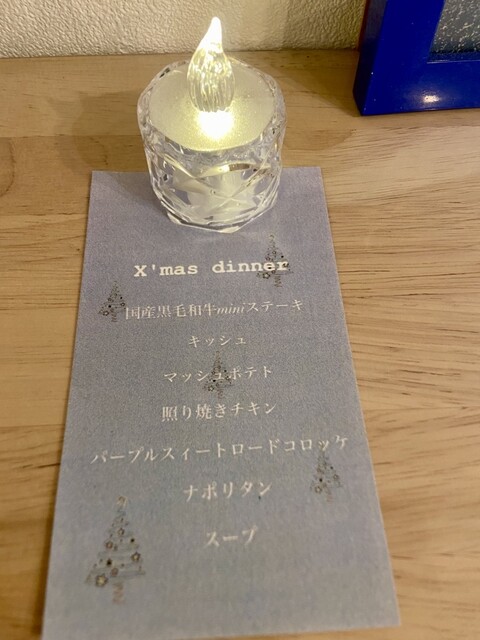 X'mas dinner
国産黒毛和牛miniステーキ
キッシュ
マッシュポテト
照り焼きチキン
パープルスィートロードコロッケ
ナポリタン
スープ